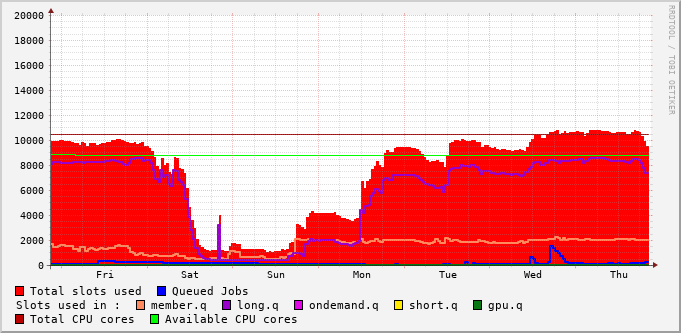 RRDTOOL / TOBI OETIKER
20000
18000
16000
14000
12000
10000
8000
6000
4000
2000
0
Fri Sat Sun Mon Tue Wed Thu
Total slots used Queued Jobs
Slots used in : member.q long.q ondemand.q short.q gpu.q
Total CPU cores Available CPU cores